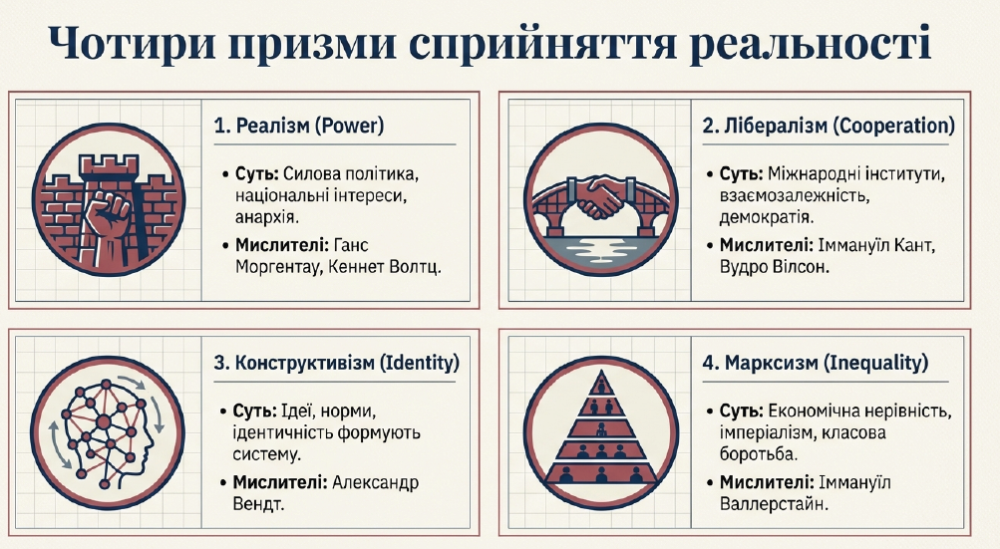 Чотири призми сприйняття реальності
1. Реалізм (Power)
• Суть: Силова політика,
національні інтереси,
анархія.
• Мислителі: Ганс
Моргентау, Кеннет Волтц.
2. Лібералізм (Cooperation)
• Суть: Міжнародні інститути,
взаємозалежність,
демократія.
• Мислителі: Іммануїл Кант,
Вудро Вілсон.
3. Конструктивізм (Identity)
• Суть: Ідеї, норми,
ідентичність формують
систему.
• Мислителі: Александр
Вендт.
4. Марксизм (Inequality)
• Суть: Економічна нерівність,
імперіалізм, класова
боротьба.
• Мислителі: Іммануїл
Валлерстайн.